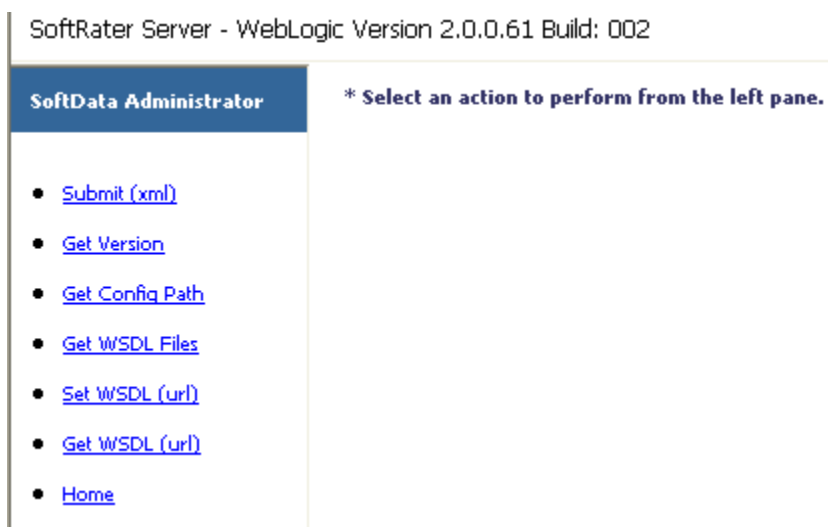 SoftRater Server - WebLogic Version 2.0.0.61 Build: 002
SoftData Administrator
* Select an action to perform from the left pane.
Submit (xml)
Get Version
Get Config Path
Get WSDL Files
Set WSDL (url)
Get WSDL (url)
Home